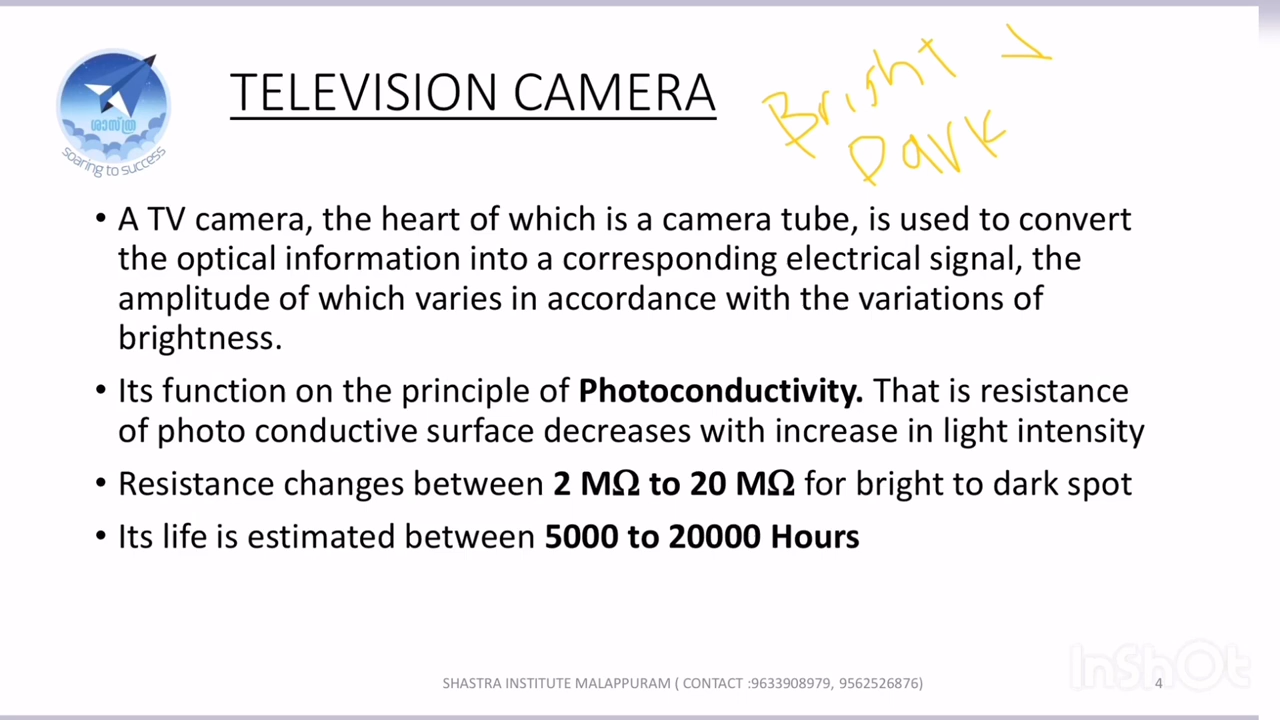 TELEVISION CAMERA
Bright
Dark
ശാസ്ത്ര
soaring to success
• A TV camera, the heart of which is a camera tube, is used to convert
the optical information into a corresponding electrical signal, the
amplitude of which varies in accordance with the variations of
brightness.
• Its function on the principle of Photoconductivity. That is resistance
of photo conductive surface decreases with increase in light intensity
• Resistance changes between 2 MΩ to 20 MΩ for bright to dark spot
• Its life is estimated between 5000 to 20000 Hours
SHASTRA INSTITUTE MALAPPURAM ( CONTACT :9633908979, 9562526876)
4
InShOt